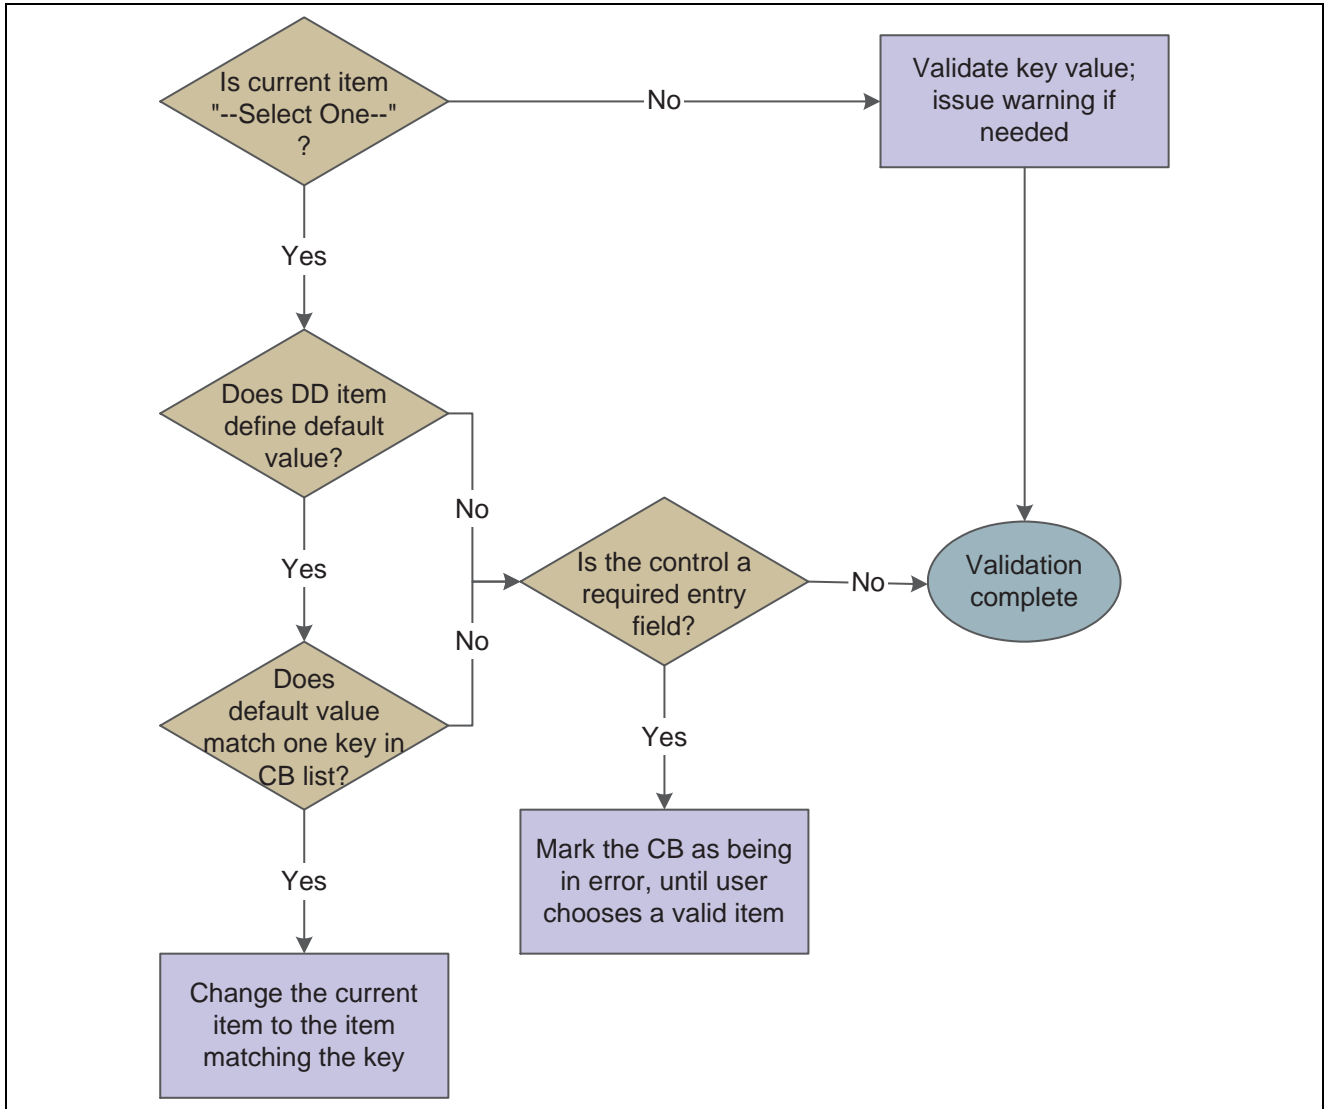 Is current item
"--Select One--"
?
No
Validate key value;
issue warning if
needed
Yes
Does DD item
define default
value?
No
Yes
Is the control a
required entry
field?
No
Validation
complete
No
Does
default value
match one key in
CB list?
Yes
Mark the CB as being
in error, until user
chooses a valid item
Yes
Change the current
item to the item
matching the key